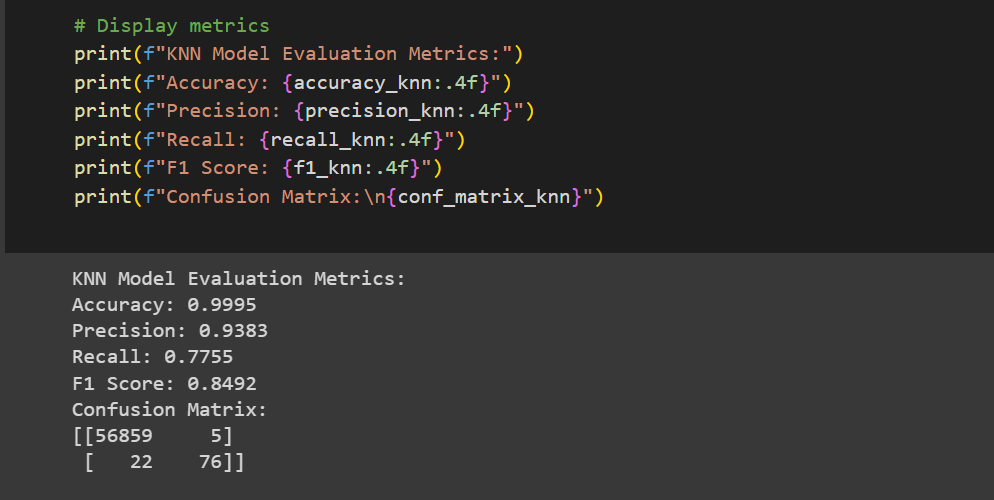 # Display metrics
print(f"KNN Model Evaluation Metrics:")
print(f"Accuracy: {accuracy_knn:.4f}")
print(f"Precision: {precision_knn:.4f}")
print(f"Recall: {recall_knn:.4f}")
print(f"F1 Score: {f1_knn:.4f}")
print(f"Confusion Matrix:\n{conf_matrix_knn}")
KNN Model Evaluation Metrics:
Accuracy: 0.9995
Precision: 0.9383
Recall: 0.7755
F1 Score: 0.8492
Confusion Matrix:
[[56859     5]
 [   22    76]]